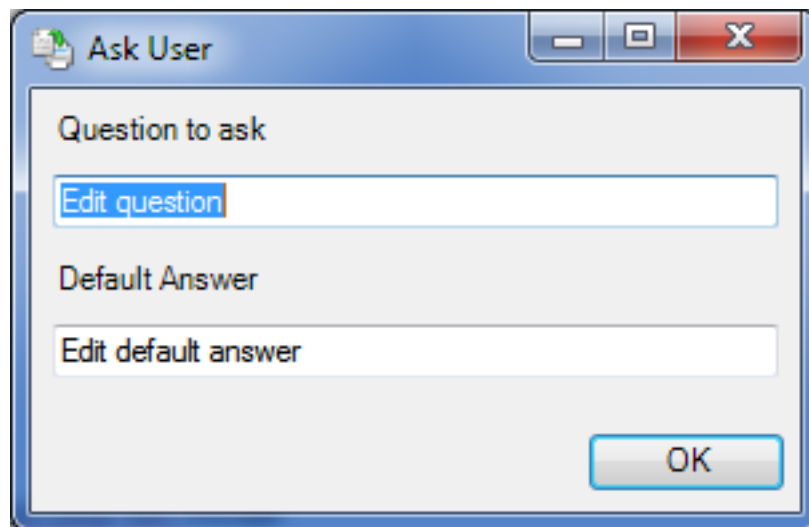 Ask User
Question to ask
Edit question
Default Answer
Edit default answer
OK